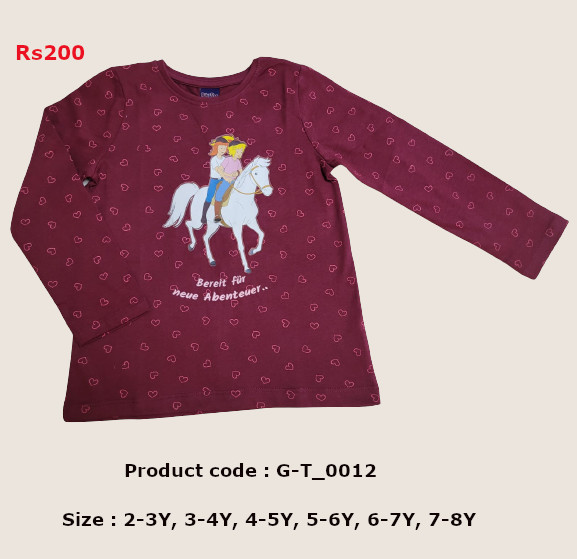 Rs200
Bereit für
neue Abenteuer..
Product code : G-T_0012
Size : 2-3Y, 3-4Y, 4-5Y, 5-6Y, 6-7Y, 7-8Y